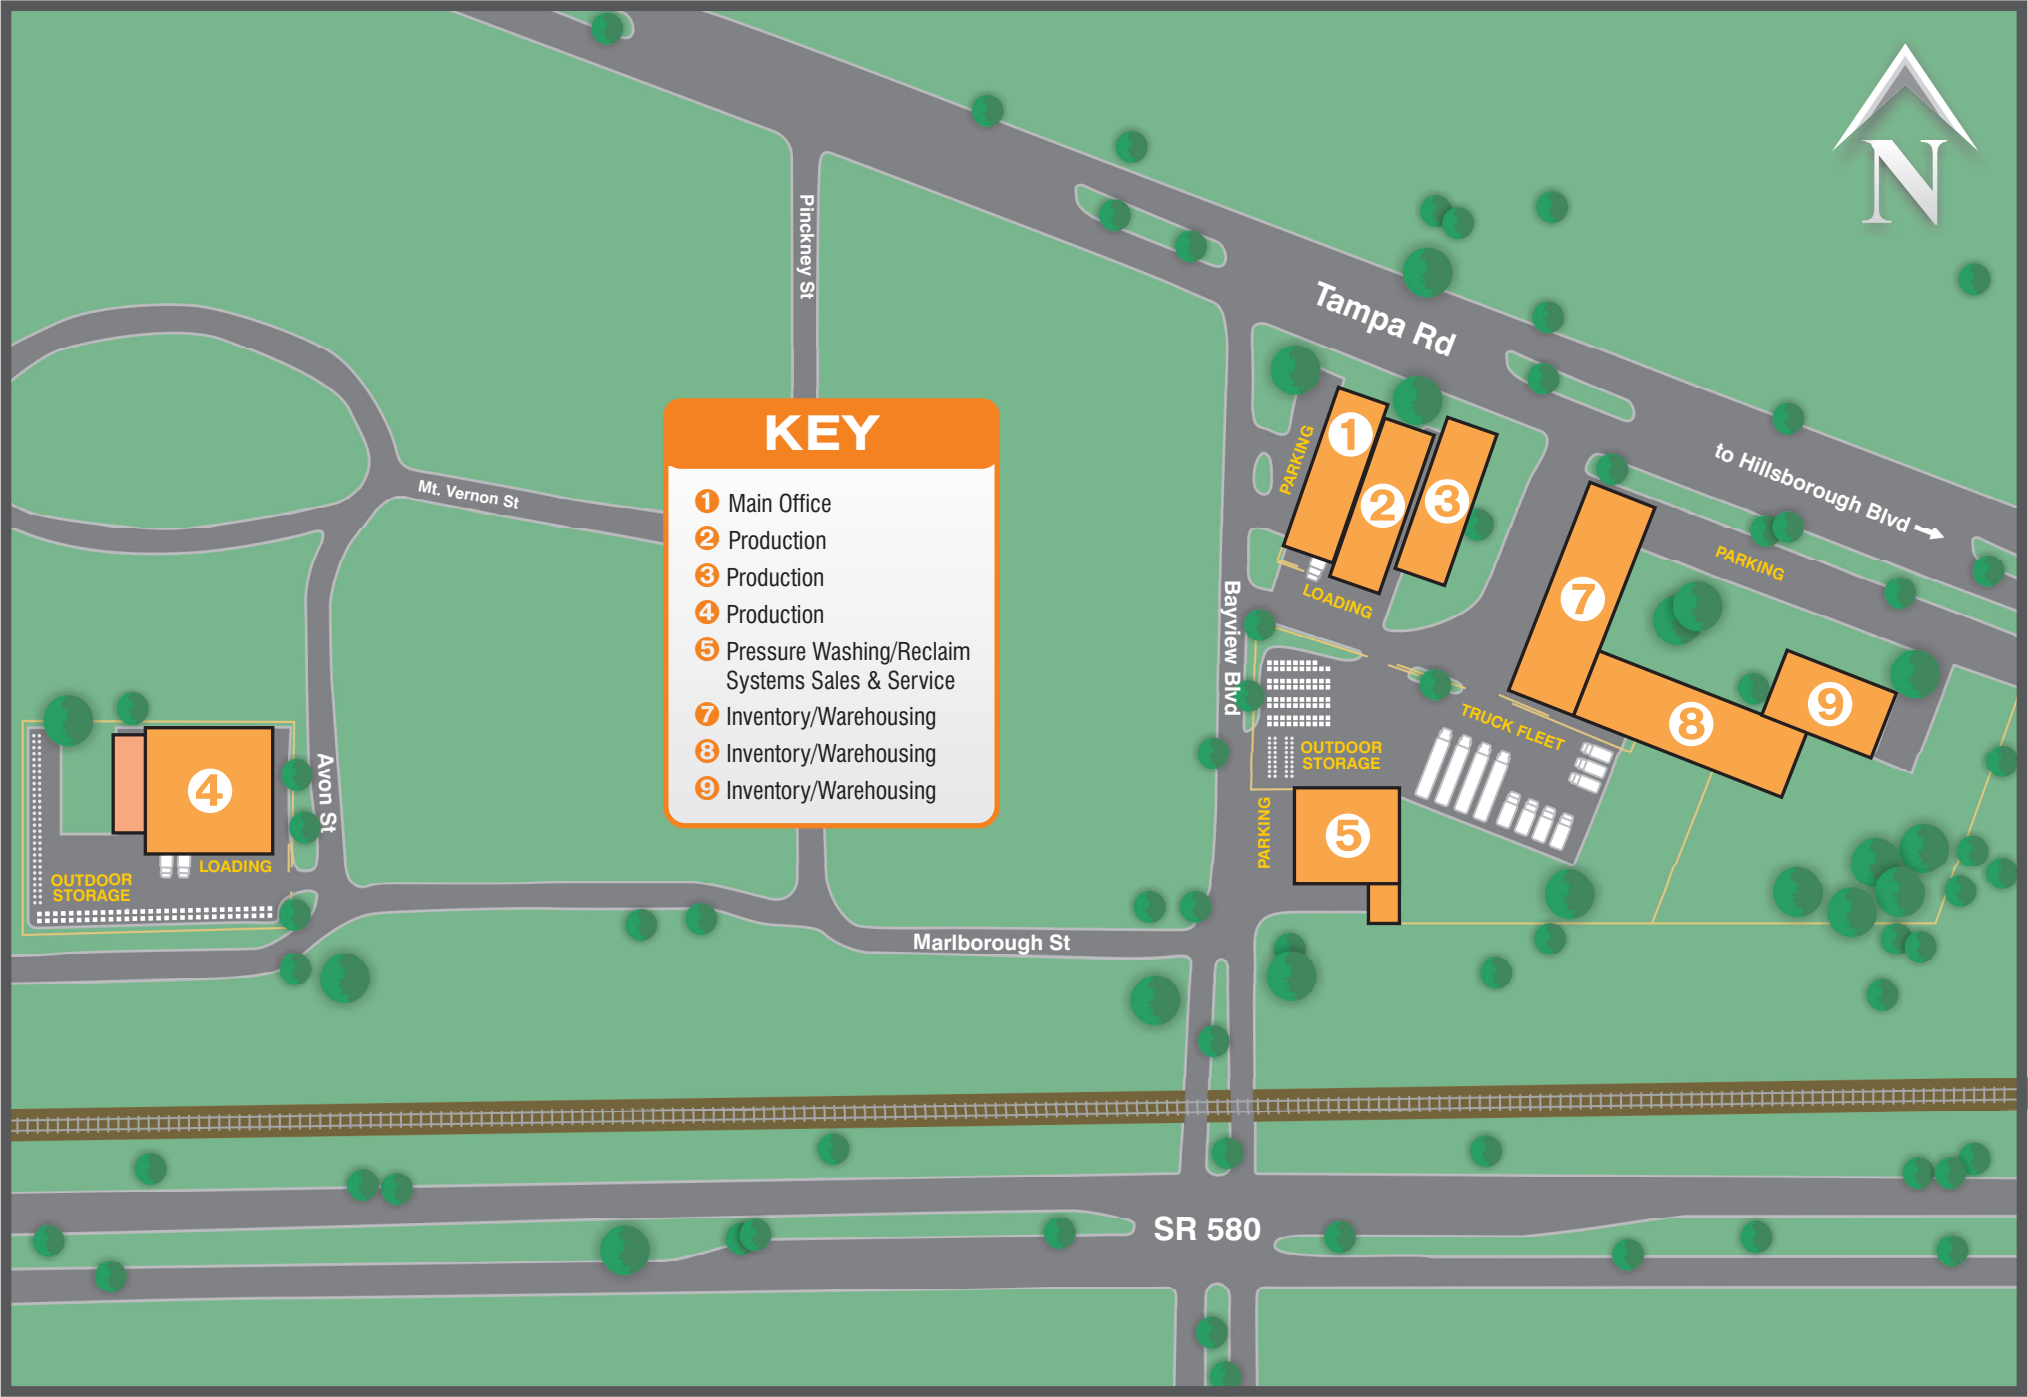 N
Pinckney St
Tampa Rd
to Hillsborough Blvd
KEY
1 Main Office
2 Production
3 Production
4 Production
5 Pressure Washing/Reclaim
Systems Sales & Service
7 Inventory/Warehousing
8 Inventory/Warehousing
9 Inventory/Warehousing
Mt. Vernon St
PARKING
1
2
3
LOADING
Bayview Blvd
PARKING
7
8
9
TRUCK FLEET
OUTDOOR
STORAGE
PARKING
5
Avon St
4
LOADING
OUTDOOR
STORAGE
Marlborough St
SR 580